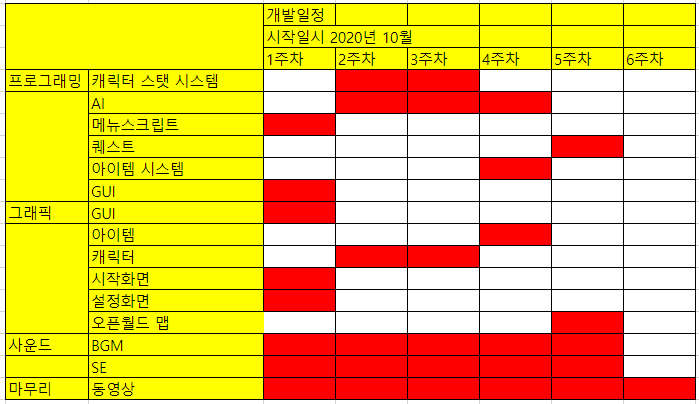 개발일정
시작일시 2020년 10월
1주차 2주차 3주차 4주차 5주차 6주차
프로그래밍 캐릭터 스탯 시스템
AI
메뉴스크립트
퀘스트
아이템 시스템
GUI
그래픽 GUI
아이템
캐릭터
시작화면
설정화면
오픈월드 맵
사운드 BGM
SE
마무리 동영상